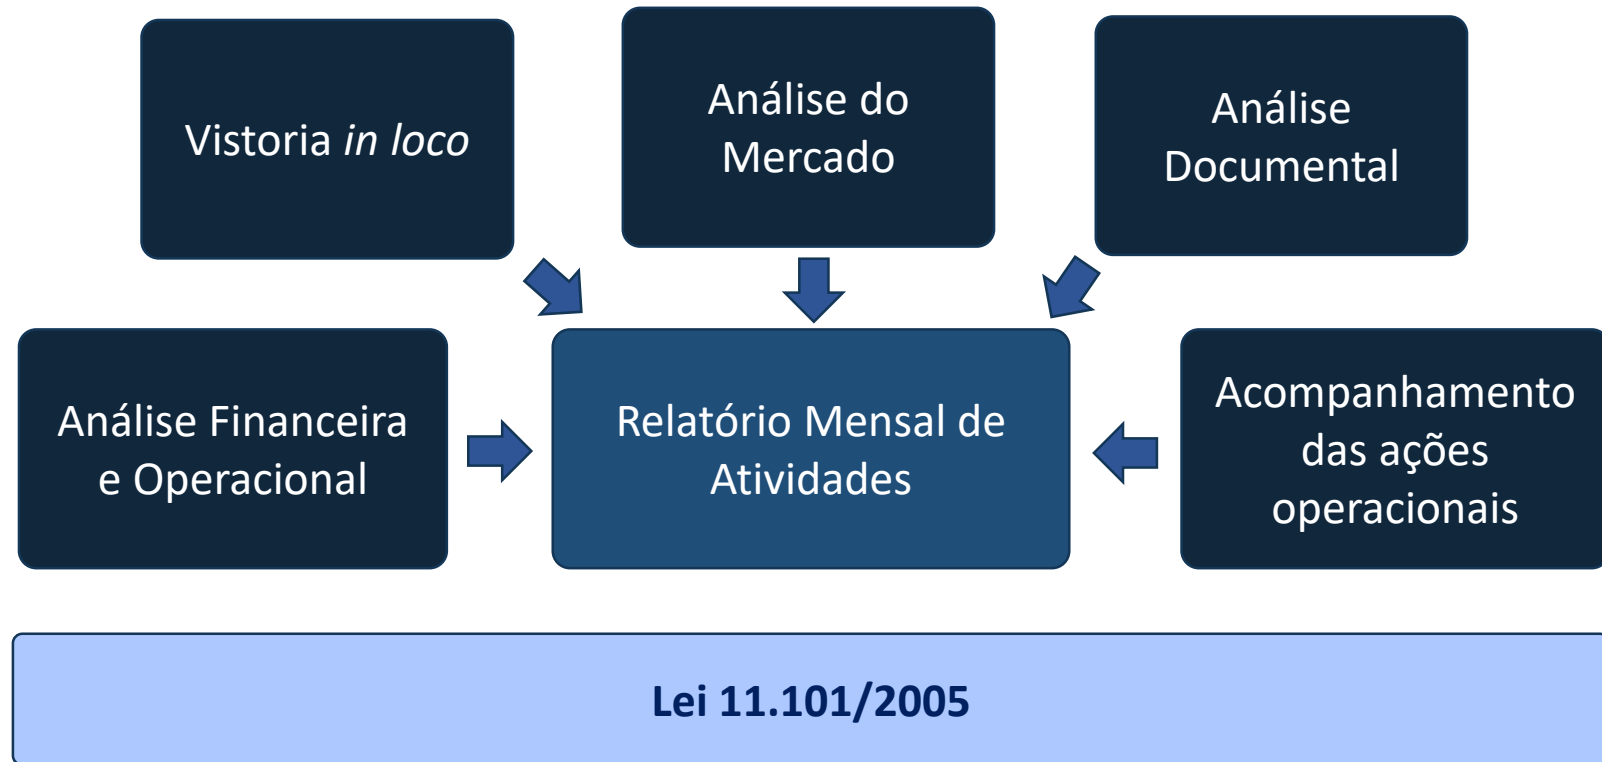 Vistoria in loco
Análise do
Mercado
Análise
Documental
Análise Financeira
e Operacional
Relatório Mensal de
Atividades
Acompanhamento
das ações
operacionais
Lei 11.101/2005